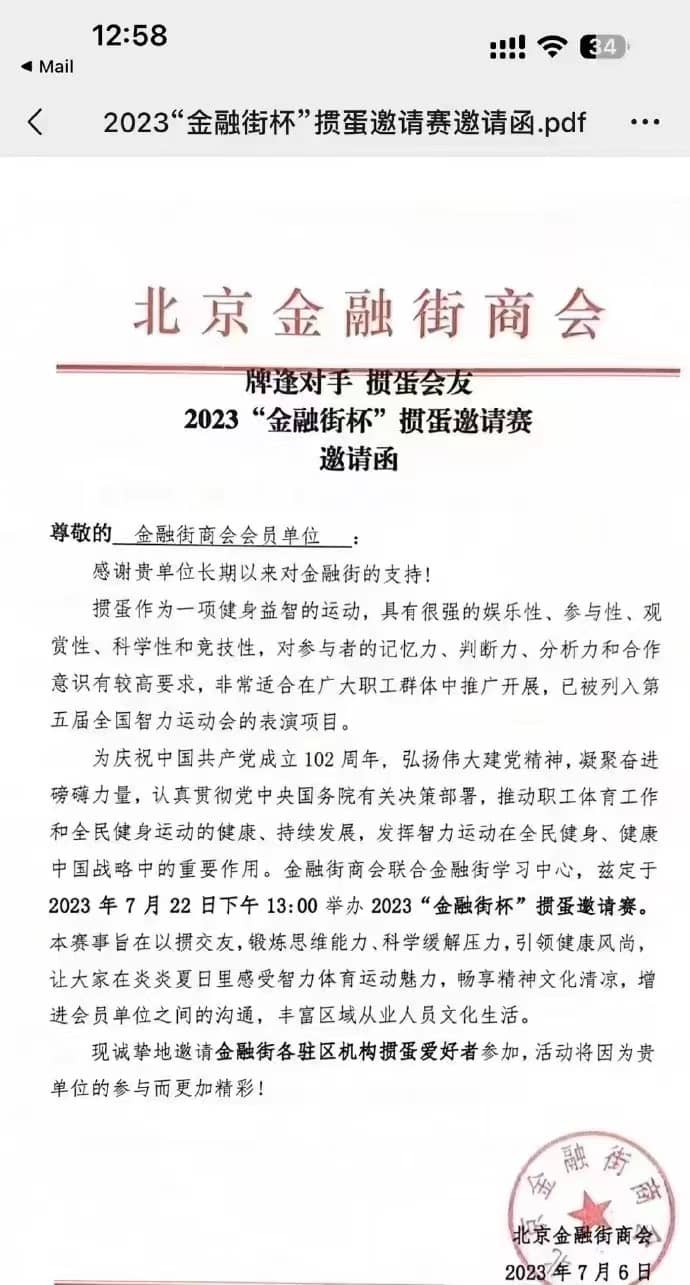 12:58
34
◀ Mail
2023“金融街杯”掼蛋邀请赛邀请函.pdf
北京金融街商会
牌逢对手 掼蛋会友
2023“金融街杯”掼蛋邀请赛
邀请函
尊敬的 金融街商会会员单位 ：
感谢贵单位长期以来对金融街的支持！
掼蛋作为一项健身益智的运动，具有很强的娱乐性、参与性、观
赏性、科学性和竞技性，对参与者的记忆力、判断力、分析力和合作
意识有较高要求，非常适合在广大职工群体中推广开展，已被列入第
五届全国智力运动会的表演项目。
为庆祝中国共产党成立 102 周年，弘扬伟大建党精神，凝聚奋进
磅礴力量，认真贯彻党中央国务院有关决策部署，推动职工体育工作
和全民健身运动的健康、持续发展，发挥智力运动在全民健身、健康
中国战略中的重要作用。金融街商会联合金融街学习中心，兹定于
2023 年 7 月 22 日下午 13:00 举办 2023“金融街杯”掼蛋邀请赛。
本赛事旨在以掼交友，锻炼思维能力、科学缓解压力，引领健康风尚，
让大家在炎炎夏日里感受智力体育运动魅力，畅享精神文化清凉，增
进会员单位之间的沟通，丰富区域从业人员文化生活。
现诚挚地邀请金融街各驻区机构掼蛋爱好者参加，活动将因为贵
单位的参与而更加精彩！
京金融街商会
北京金融街商会
2023 年 7 月 6 日